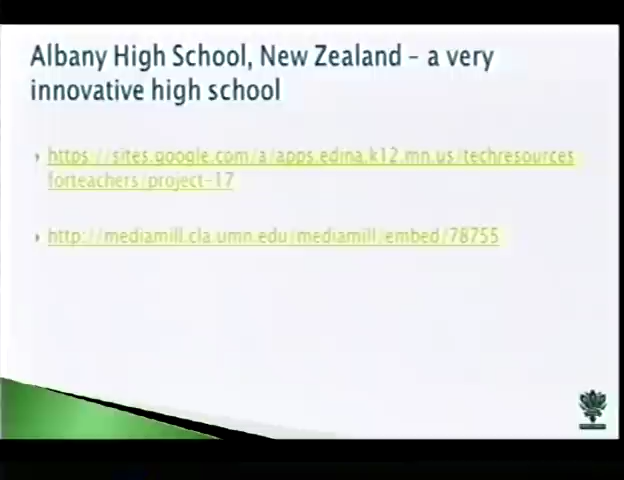 Albany High School, New Zealand – a very
innovative high school
https://sites.google.com/a/apps.edina.k12.mn.us/techresources
forteachers/project-17
http://mediamill.cla.umn.edu/mediamill/embed/78755